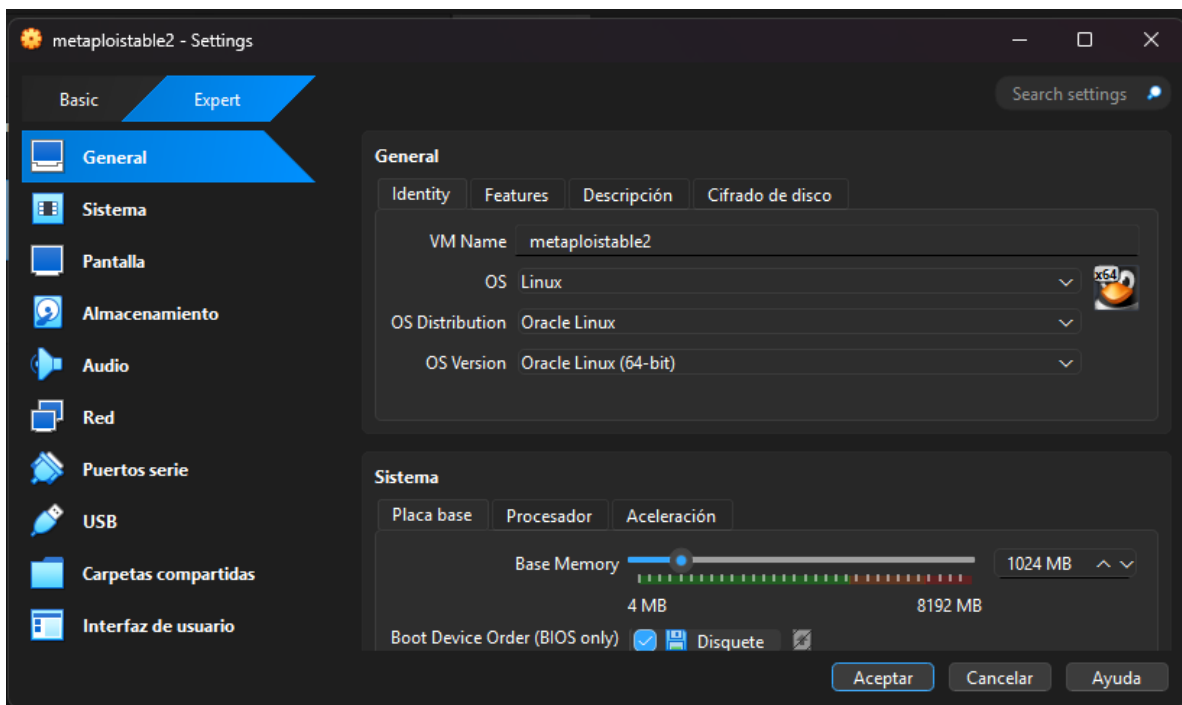 metaploistable2 - Settings
Basic Expert Search settings
General
Sistema
Pantalla
Almacenamiento
Audio
Red
Puertos serie
USB
Carpetas compartidas
Interfaz de usuario
General
Identity Features Descripción Cifrado de disco
VM Name metaploistable2
OS Linux
x64
OS Distribution Oracle Linux
OS Version Oracle Linux (64-bit)
Sistema
Placa base Procesador Aceleración
Base Memory 1024 MB
4 MB 8192 MB
Boot Device Order (BIOS only) Disquete
Aceptar Cancelar Ayuda